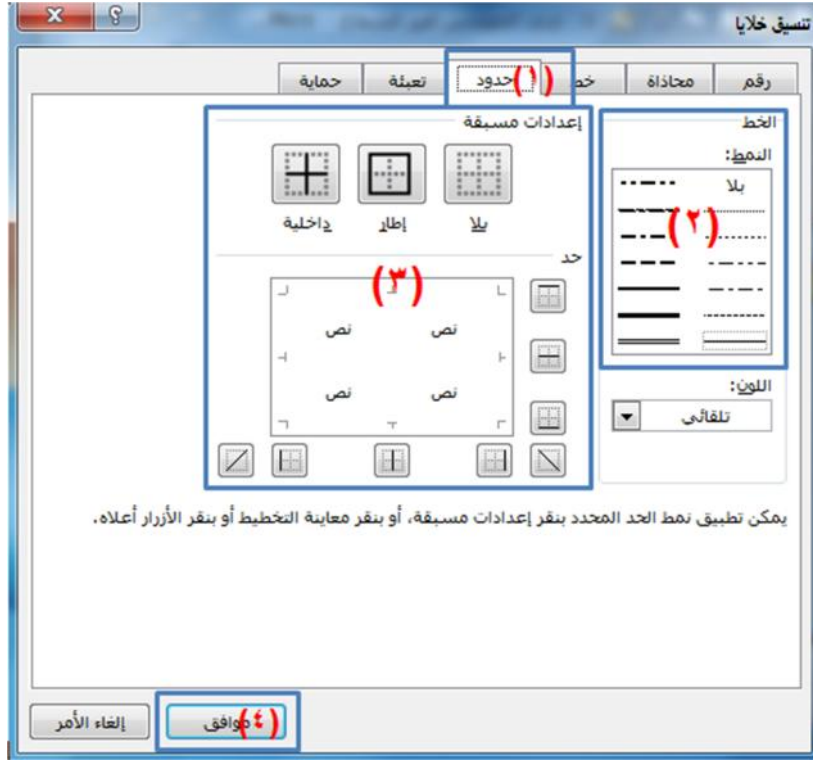 تنسيق خلايا
رقم محاذاة خط (١) حدود تعبئة حماية
الخط
النمط:
بلا
(٢)
إعدادات مسبقة
بلا إطار داخلية
حد
(٣)
نص نص
نص نص
اللون:
تلقائي
يمكن تطبيق نمط الحد المحدد بنقر إعدادات مسبقة، أو بنقر معاينة التخطيط أو بنقر الأزرار أعلاه.
(٤) موافق إلغاء الأمر